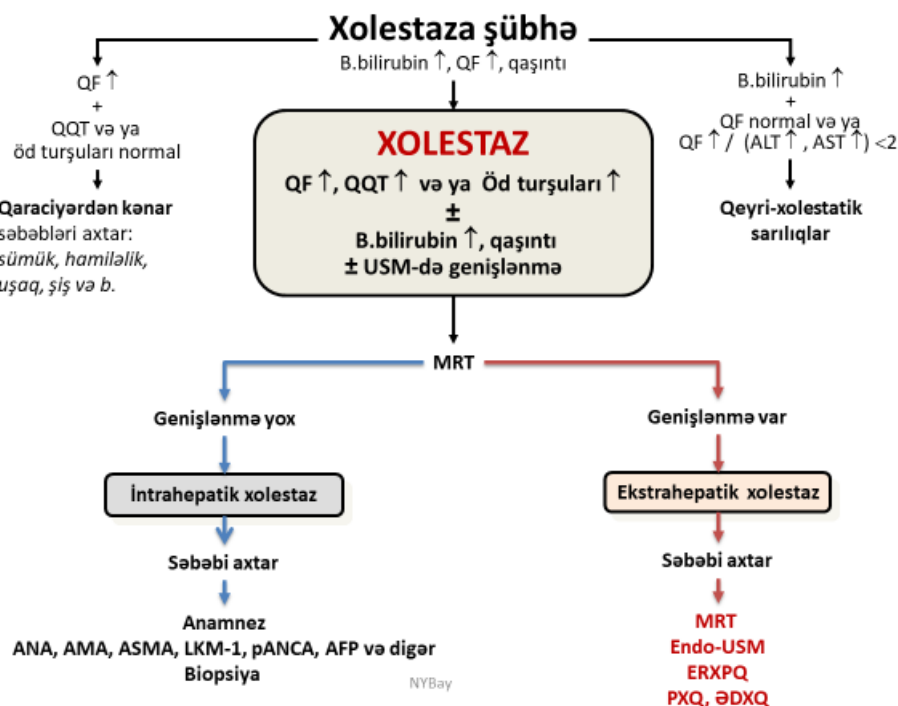 Xolestaza şübhə
B.bilirubin ↑, QF ↑, qaşıntı
QF ↑
+
QQT və ya
öd turşuları normal
Qaraciyərdən kənar
səbəbləri axtar:
sümük, hamiləlik,
uşaq, şiş və b.
XOLESTAZ
QF ↑, QQT ↑ və ya Öd turşuları ↑
±
B.bilirubin ↑, qaşıntı
± USM-də genişlənmə
B.bilirubin ↑
+
QF normal və ya
QF ↑ / (ALT ↑ , AST ↑) <2
Qeyri-xolestatik
sarılıqlar
MRT
Genişlənmə yox
İntrahepatik xolestaz
Səbəbi axtar
Anamnez
ANA, AMA, ASMA, LKM-1, pANCA, AFP və digər
Biopsiya
Genişlənmə var
Ekstrahepatik xolestaz
Səbəbi axtar
MRT
Endo-USM
ERXPQ
PXQ, ƏDXQ
NYBay